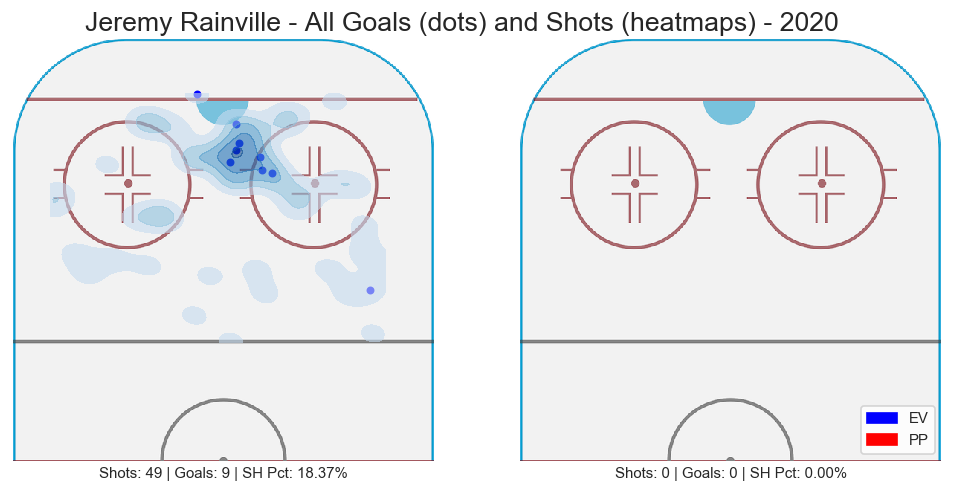 Jeremy Rainville - All Goals (dots) and Shots (heatmaps) - 2020
EV
PP
Shots: 49 | Goals: 9 | SH Pct: 18.37%
Shots: 0 | Goals: 0 | SH Pct: 0.00%